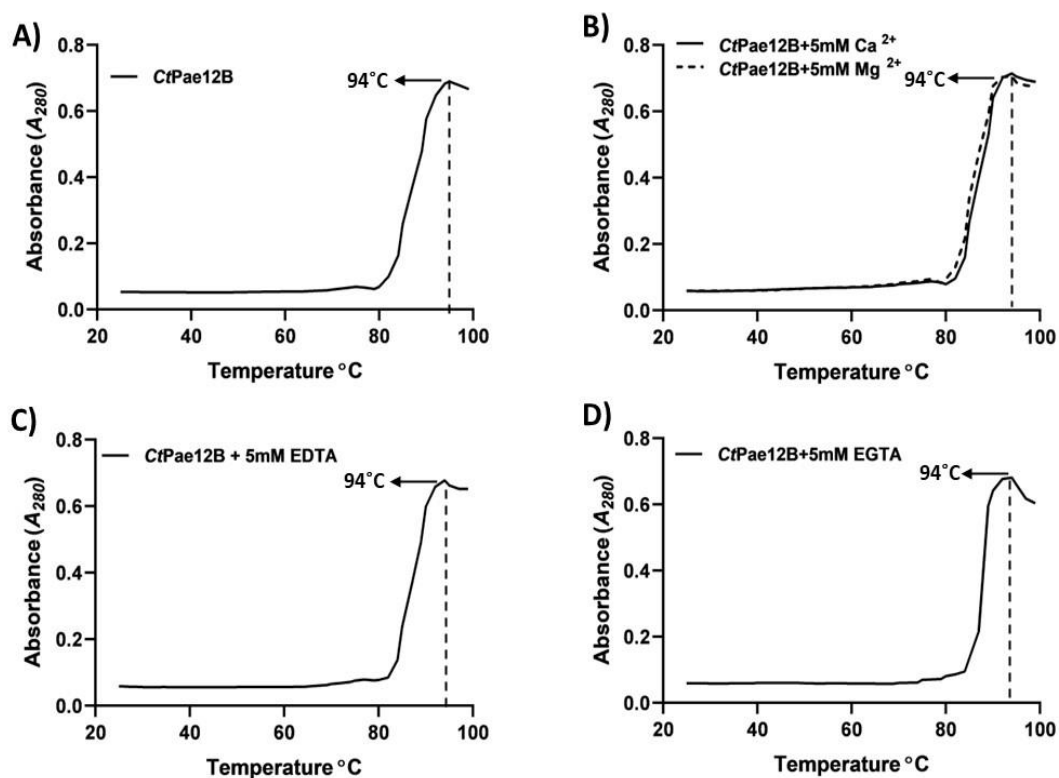 A)
CtPae12B
94°C
Absorbance (A280)
0.8
0.6
0.4
0.2
0.0
20 40 60 80 100
Temperature °C
B)
CtPae12B+5mM Ca 2+
CtPae12B+5mM Mg 2+
94°C
Absorbance (A280)
0.8
0.6
0.4
0.2
0.0
20 40 60 80 100
Temperature °C
C)
CtPae12B + 5mM EDTA
94°C
Absorbance (A280)
0.8
0.6
0.4
0.2
0.0
20 40 60 80 100
Temperature °C
D)
CtPae12B+5mM EGTA
94°C
Absorbance (A280)
0.8
0.6
0.4
0.2
0.0
20 40 60 80 100
Temperature °C